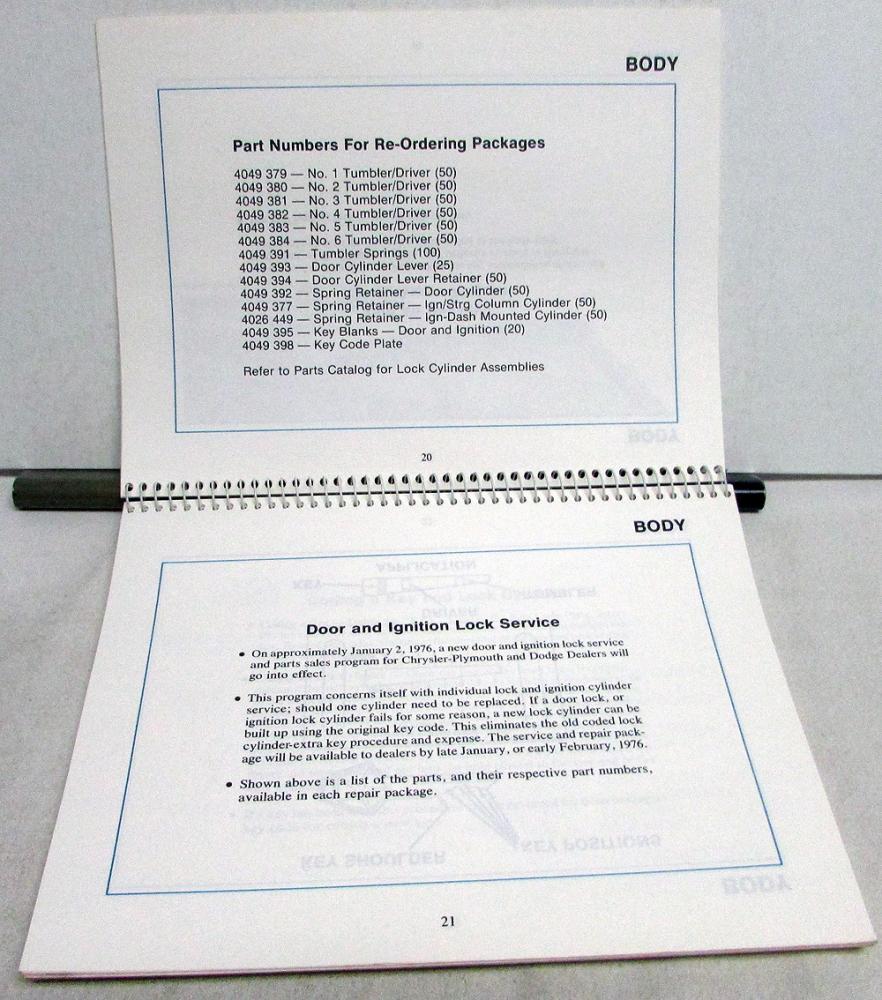 BODY
Part Numbers For Re-Ordering Packages
4049 379 — No. 1 Tumbler/Driver (50)
4049 380 — No. 2 Tumbler/Driver (50)
4049 381 — No. 3 Tumbler/Driver (50)
4049 382 — No. 4 Tumbler/Driver (50)
4049 383 — No. 5 Tumbler/Driver (50)
4049 384 — No. 6 Tumbler/Driver (50)
4049 391 — Tumbler Springs (100)
4049 393 — Door Cylinder Lever (25)
4049 394 — Door Cylinder Lever Retainer (50)
4049 392 — Spring Retainer — Door Cylinder (50)
4049 377 — Spring Retainer — Ign/Strg Column Cylinder (50)
4026 449 — Spring Retainer — Ign-Dash Mounted Cylinder (50)
4049 395 — Key Blanks — Door and Ignition (20)
4049 398 — Key Code Plate
Refer to Parts Catalog for Lock Cylinder Assemblies
BODY
20
BODY
APPLICATION
KEY
TUMBLER
DRIVER
Door and Ignition Lock Service
• On approximately January 2, 1976, a new door and ignition lock service
and parts sales program for Chrysler-Plymouth and Dodge Dealers will
go into effect.
• This program concerns itself with individual lock and ignition cylinder
service; should one cylinder need to be replaced. If a door lock, or
ignition lock cylinder fails for some reason, a new lock cylinder can be
built up using the original key code. This eliminates the old coded lock
cylinder-extra key procedure and expense. The service and repair pack-
age will be available to dealers by late January, or early February, 1976.
• Shown above is a list of the parts, and their respective part numbers,
available in each repair package.
KEY SHOULDER
KEY POSITIONS
BODY
21